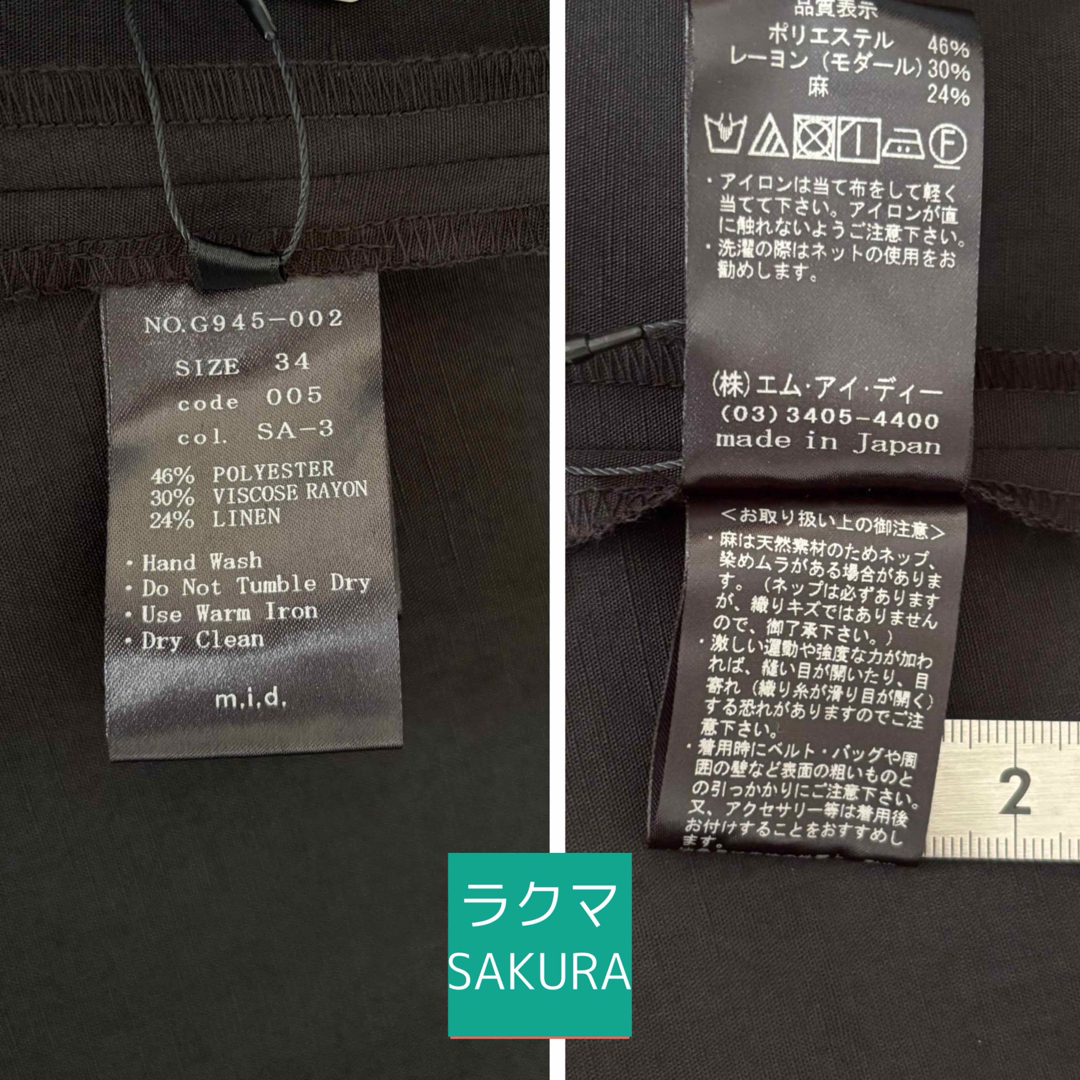 NO.G945-002
SIZE 34
code 005
col. SA-3
46% POLYESTER
30% VISCOSE RAYON
24% LINEN
・Hand Wash
・Do Not Tumble Dry
・Use Warm Iron
・Dry Clean
m.i.d.
品質表示
ポリエステル 46%
レーヨン(モダール)30%
麻 24%
F
・アイロンは当て布をして軽く
当てて下さい。アイロンが直
に触れないようご注意下さい。
・洗濯の際はネットの使用をお
勧めします。
(株)エム・アイ・ディー
(03)3405-4400
made in Japan
<お取り扱い上の御注意>
・麻は天然素材のためネップ、
染めムラがある場合がありま
す。(ネップは必ずあります
が、織りキズではありません
ので、御了承下さい。)
・激しい運動や強度な力が加わ
れば、縫い目が開いたり、目
寄れ(織り糸が滑り目が開く)
する恐れがありますのでご注
意下さい。
・着用時にベルト・バッグや周
囲の壁など表面の粗いものと
の引っかかりにご注意下さい。
又、アクセサリー等は着用後
お付けすることをおすすめし
ます。
2
ラクマ
SAKURA